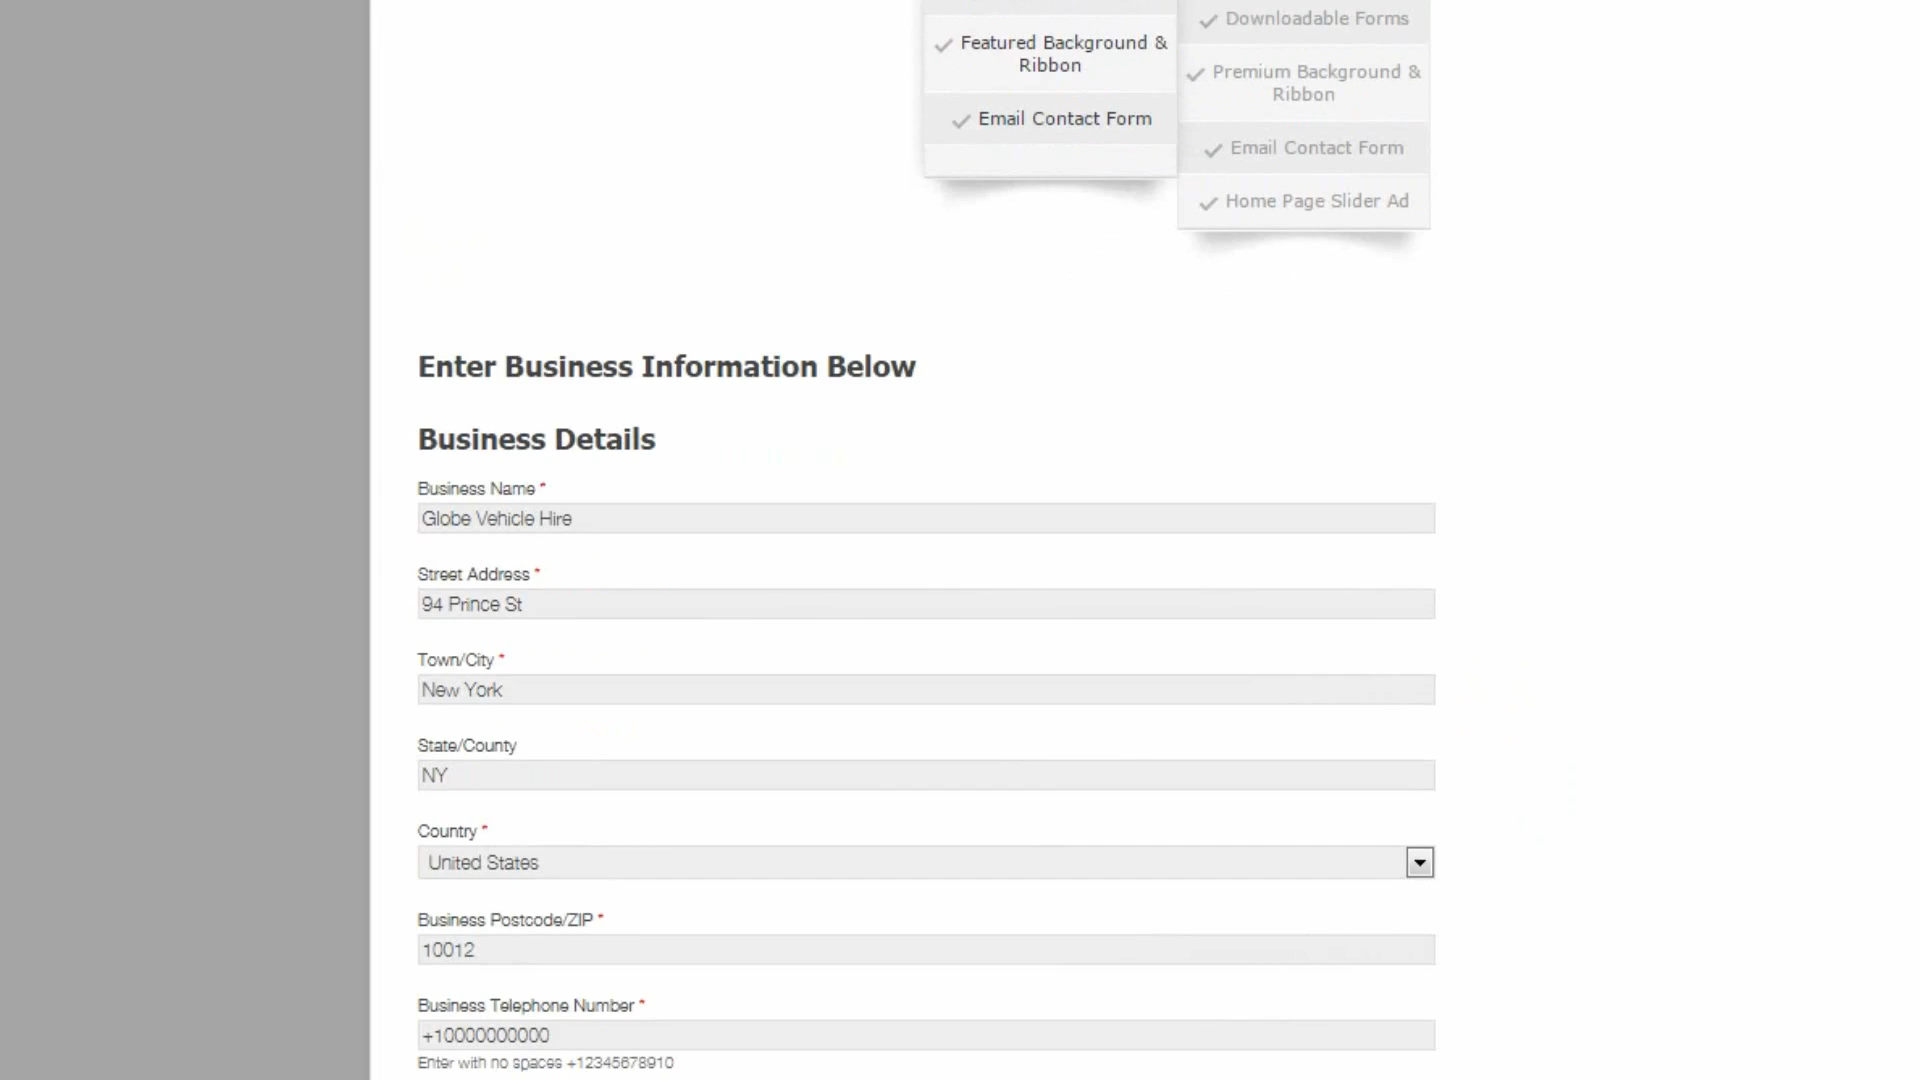 Featured Background &
Ribbon
Email Contact Form
Downloadable Forms
Premium Background &
Ribbon
Email Contact Form
Home Page Slider Ad
Enter Business Information Below
Business Details
Business Name *
Globe Vehicle Hire
Street Address *
94 Prince St
Town/City *
New York
State/County
NY
Country *
United States
Business Postcode/ZIP *
10012
Business Telephone Number *
+10000000000
Enter with no spaces +12345678910